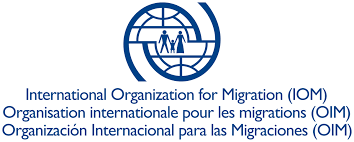 International Organization for Migration (IOM)
Organisation internationale pour les migrations (OIM)
Organización Internacional para las Migraciones (OIM)